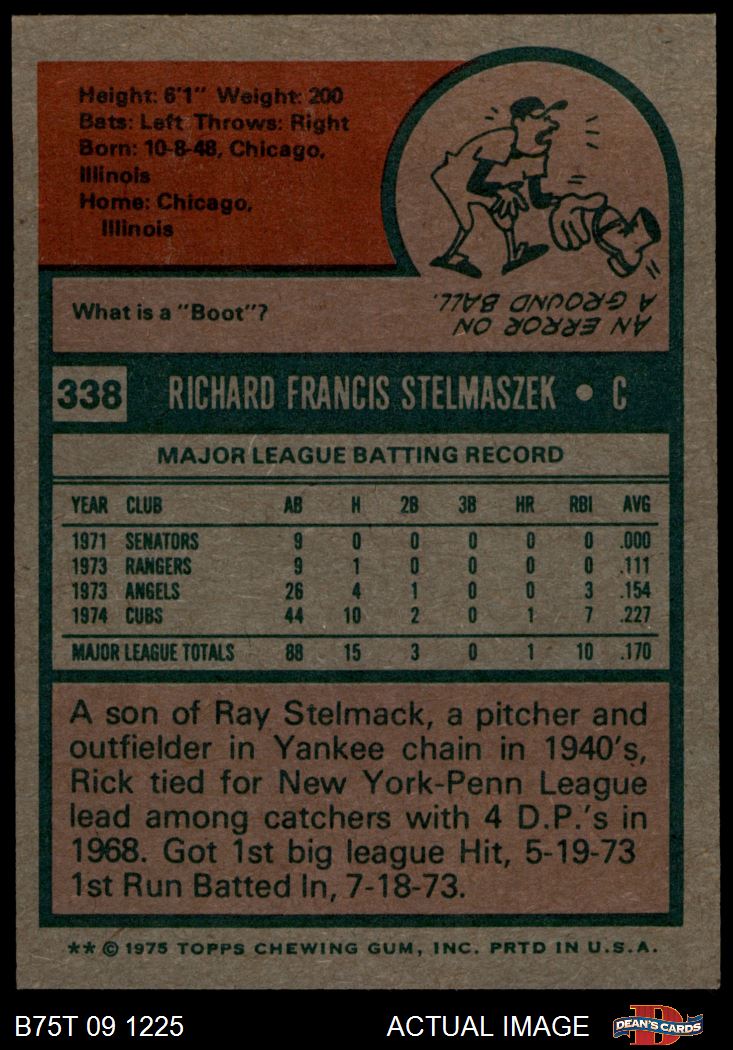 Height: 6'1" Weight: 200
Bats: Left Throws: Right
Born: 10-8-48, Chicago,
Illinois
Home: Chicago,
Illinois
What is a "Boot"?
AN ERROR ON
A GROUND BALL.
338 RICHARD FRANCIS STELMASZEK • C
MAJOR LEAGUE BATTING RECORD
YEAR CLUB AB H 2B 3B HR RBI AVG
1971 SENATORS 9 0 0 0 0 0 .000
1973 RANGERS 9 1 0 0 0 0 .111
1973 ANGELS 26 4 1 0 0 3 .154
1974 CUBS 44 10 2 0 1 7 .227
MAJOR LEAGUE TOTALS 88 15 3 0 1 10 .170
A son of Ray Stelmack, a pitcher and
outfielder in Yankee chain in 1940's,
Rick tied for New York-Penn League
lead among catchers with 4 D.P.'s in
1968. Got 1st big league Hit, 5-19-73
1st Run Batted In, 7-18-73.
** © 1975 TOPPS CHEWING GUM, INC. PRTD IN U.S.A.
B75T 09 1225 ACTUAL IMAGE DEAN'S CARDS